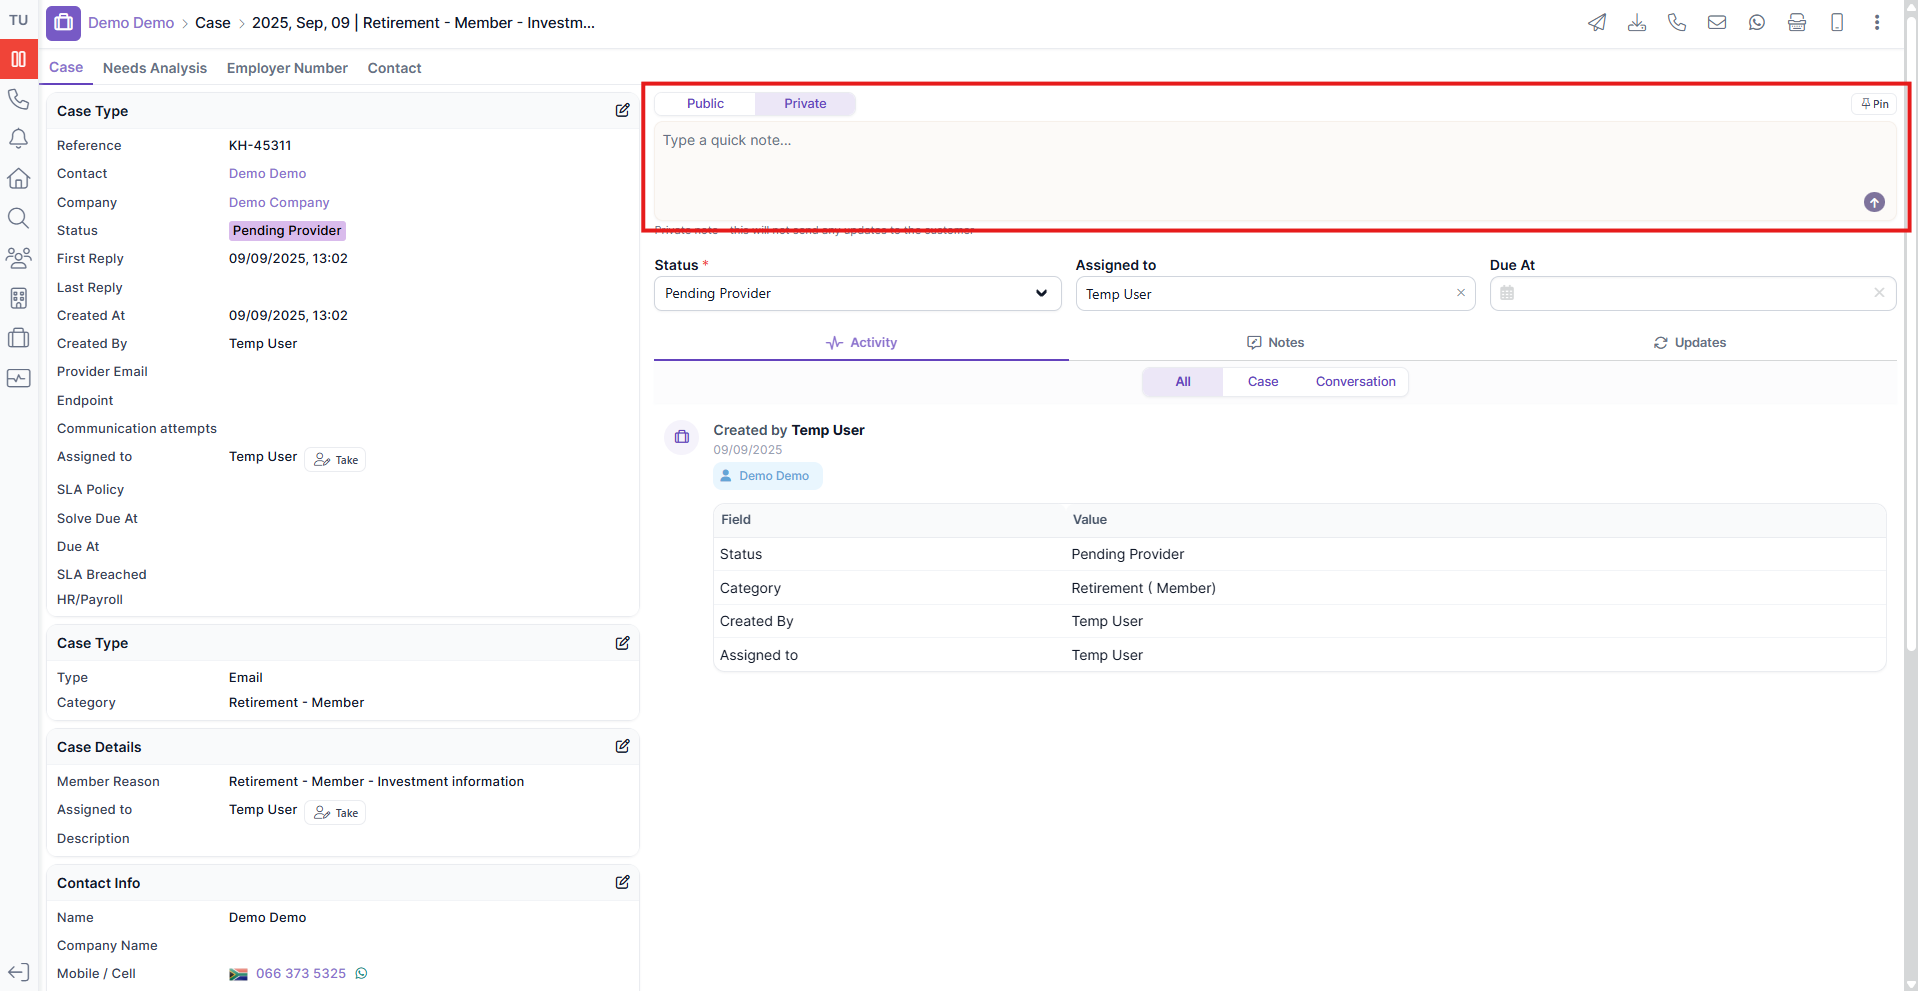 TU
Demo Demo > Case > 2025, Sep, 09 | Retirement - Member - Investm...
Case Needs Analysis Employer Number Contact
Case Type
Reference KH-45311
Contact Demo Demo
Company Demo Company
Status Pending Provider
First Reply 09/09/2025, 13:02
Last Reply
Created At 09/09/2025, 13:02
Created By Temp User
Provider Email
Endpoint
Communication attempts
Assigned to Temp User Take
SLA Policy
Solve Due At
Due At
SLA Breached
HR/Payroll
Case Type
Type Email
Category Retirement - Member
Case Details
Member Reason Retirement - Member - Investment information
Assigned to Temp User Take
Description
Contact Info
Name Demo Demo
Company Name
Mobile / Cell 066 373 5325
Public Private Pin
Type a quick note...
Private note - this will not send any updates to the customer
Status * Assigned to Due At
Pending Provider Temp User
Activity Notes Updates
All Case Conversation
Created by Temp User
09/09/2025
Demo Demo
Field Value
Status Pending Provider
Category Retirement ( Member)
Created By Temp User
Assigned to Temp User